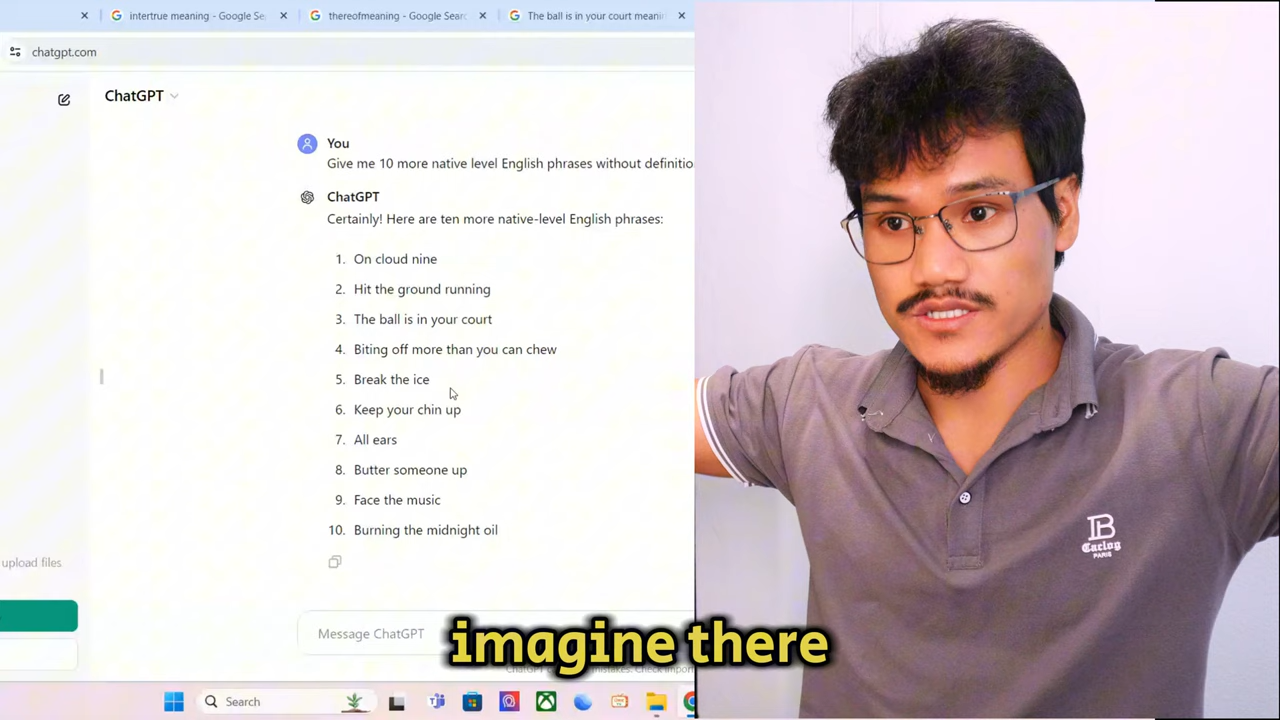 intertrue meaning - Google Se
thereofmeaning - Google Sear
The ball is in your court meani
chatgpt.com
ChatGPT
You
Give me 10 more native level English phrases without definitio
ChatGPT
Certainly! Here are ten more native-level English phrases:
1. On cloud nine
2. Hit the ground running
3. The ball is in your court
4. Biting off more than you can chew
5. Break the ice
6. Keep your chin up
7. All ears
8. Butter someone up
9. Face the music
10. Burning the midnight oil
upload files
Message ChatGPT
imagine there
Search
B
Caclog
PARIS